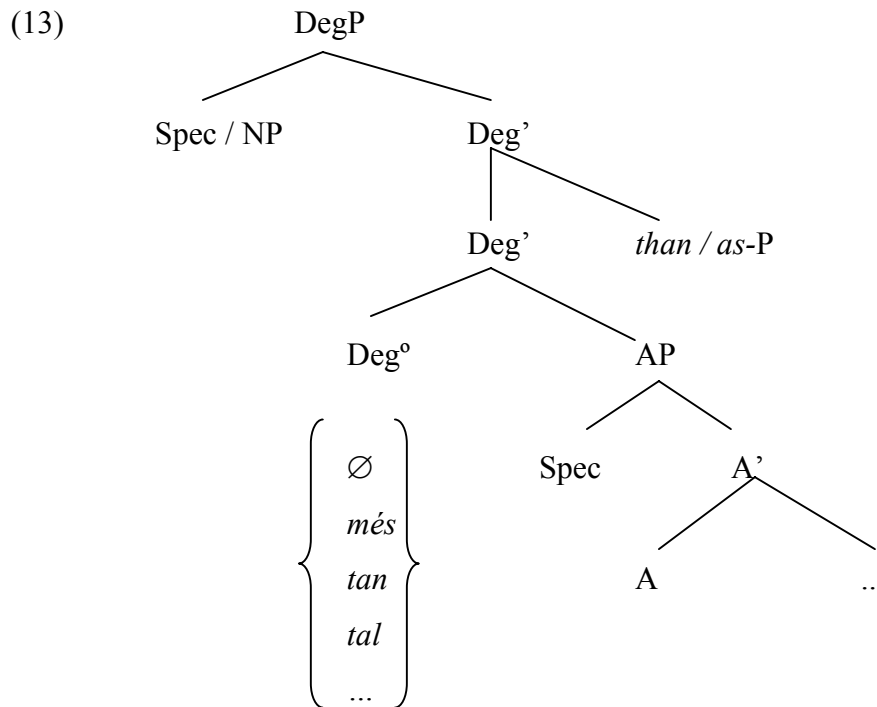 (13) DegP
Spec / NP Deg’
Deg’ than / as-P
Degº AP
∅ Spec A’
més
tan A ..
tal
...